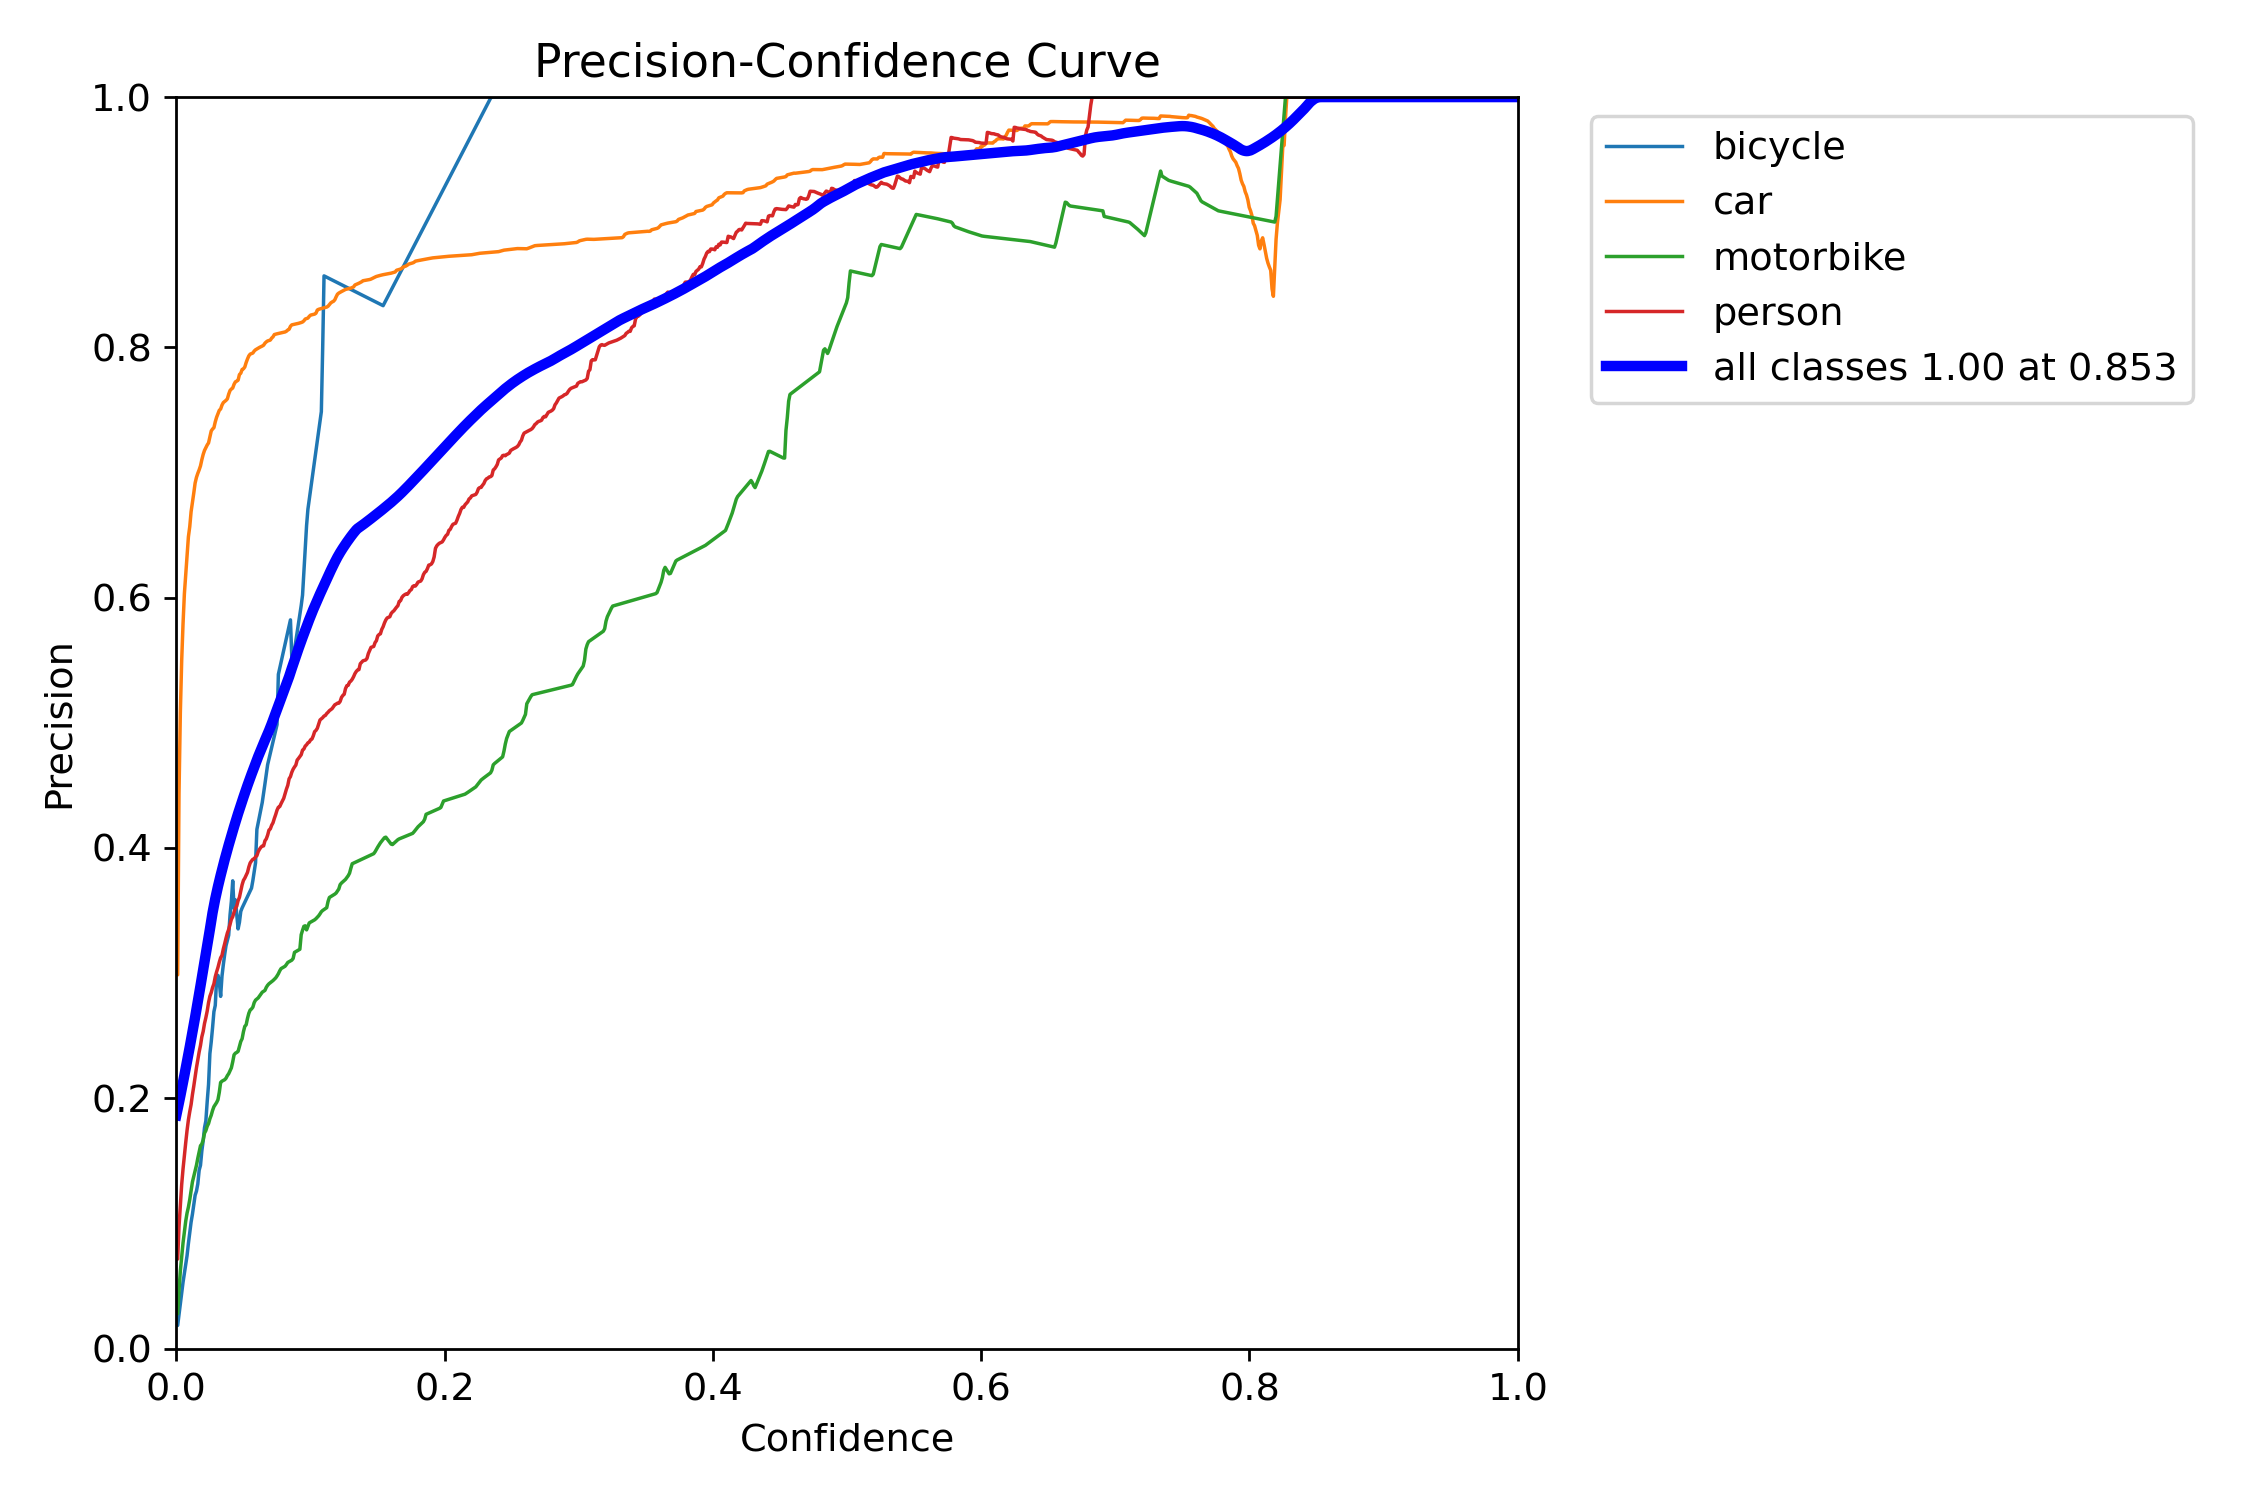 Precision-Confidence Curve
1.0
0.8
0.6
0.4
0.2
0.0
Precision
0.0 0.2 0.4 0.6 0.8 1.0
Confidence
bicycle
car
motorbike
person
all classes 1.00 at 0.853